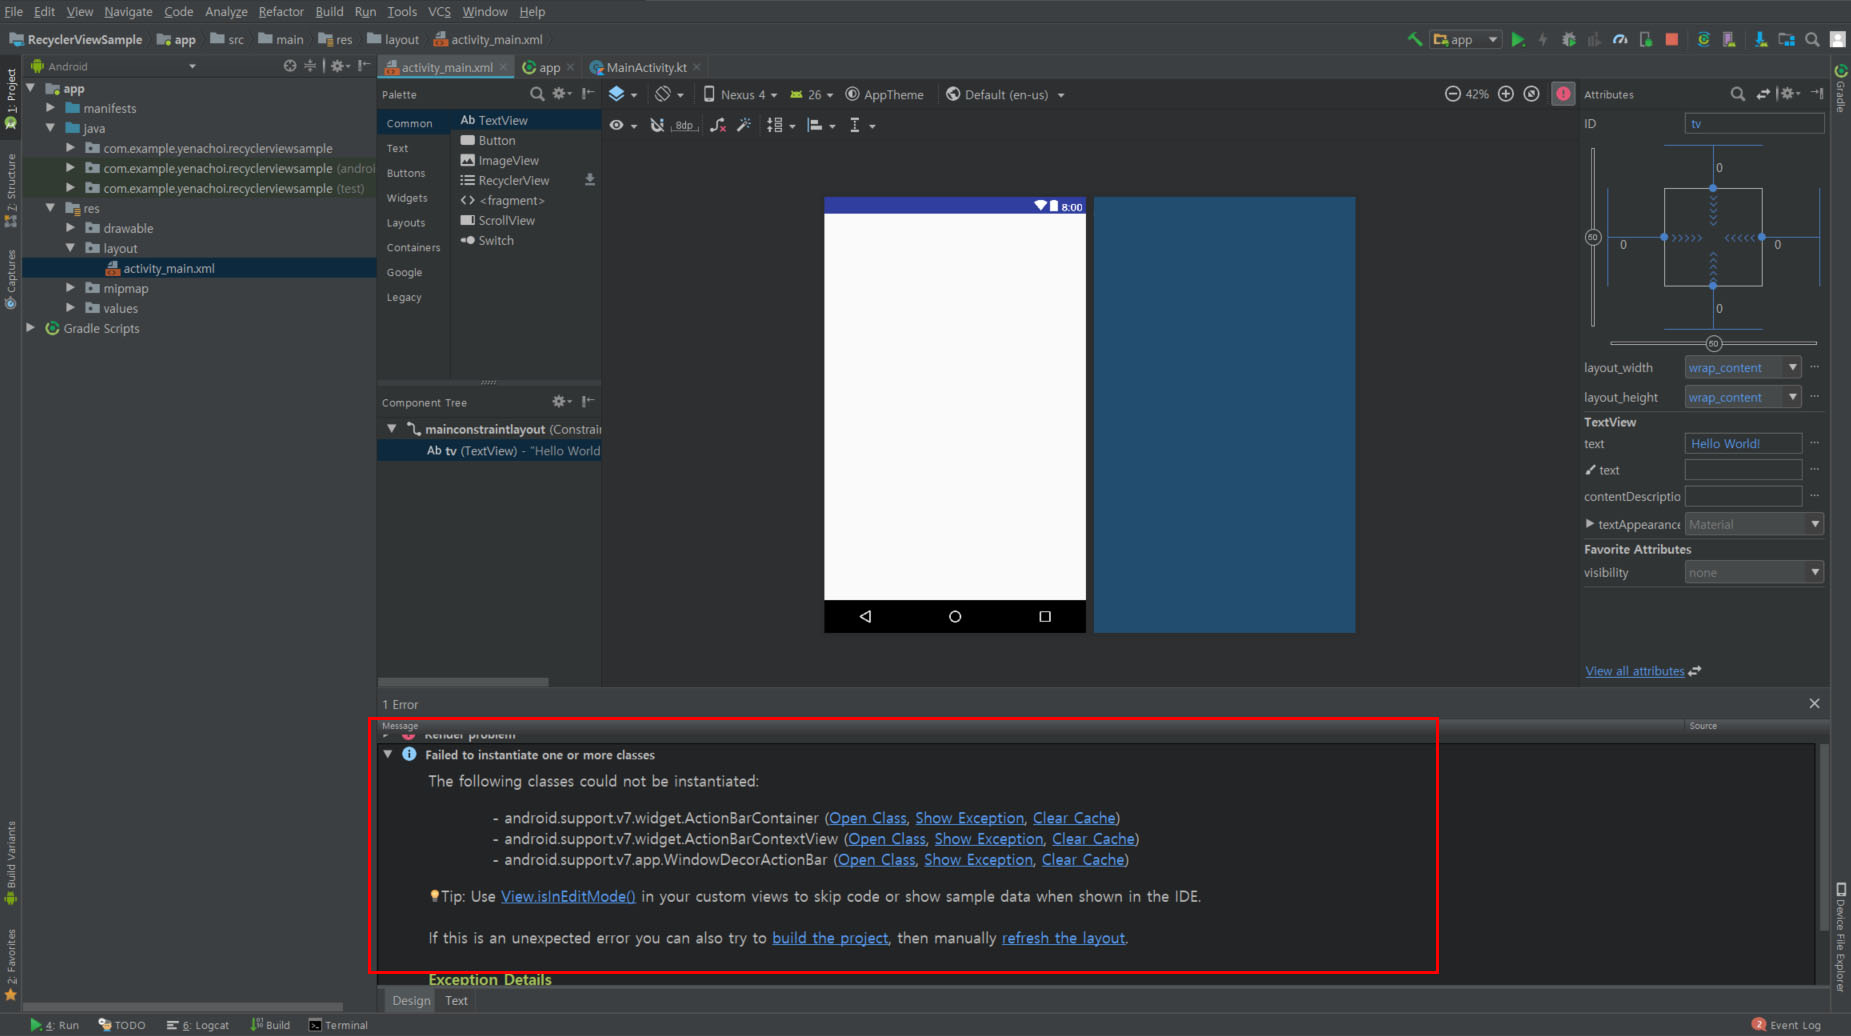 File Edit View Navigate Code Analyze Refactor Build Run Tools VCS Window Help
RecyclerViewSample app src main res layout activity_main.xml
app
1: Project
Android
activity_main.xml app MainActivity.kt
Gradle
app
manifests
java
com.example.yenachoi.recyclerviewsample
com.example.yenachoi.recyclerviewsample (androi
com.example.yenachoi.recyclerviewsample (test)
res
drawable
layout
activity_main.xml
mipmap
values
Gradle Scripts
Z: Structure
Captures
Build Variants
2: Favorites
Palette
Common
Text
Buttons
Widgets
Layouts
Containers
Google
Legacy
Ab TextView
Button
ImageView
RecyclerView
<fragment>
ScrollView
Switch
Component Tree
mainconstraintlayout (Constrain
Ab tv (TextView) - "Hello World
Nexus 4 26 AppTheme Default (en-us) 42%
8dp
8:00
Attributes
ID tv
0
50 0 0
0
50
layout_width wrap_content
layout_height wrap_content
TextView
text Hello World!
text
contentDescriptio
textAppearance Material
Favorite Attributes
visibility none
View all attributes
1 Error
Message Source
Render problem
Failed to instantiate one or more classes
The following classes could not be instantiated:
- android.support.v7.widget.ActionBarContainer (Open Class, Show Exception, Clear Cache)
- android.support.v7.widget.ActionBarContextView (Open Class, Show Exception, Clear Cache)
- android.support.v7.app.WindowDecorActionBar (Open Class, Show Exception, Clear Cache)
Tip: Use View.isInEditMode() in your custom views to skip code or show sample data when shown in the IDE.
If this is an unexpected error you can also try to build the project, then manually refresh the layout.
Exception Details
Design Text
Device File Explorer
4: Run TODO 6: Logcat Build Terminal
2 Event Log